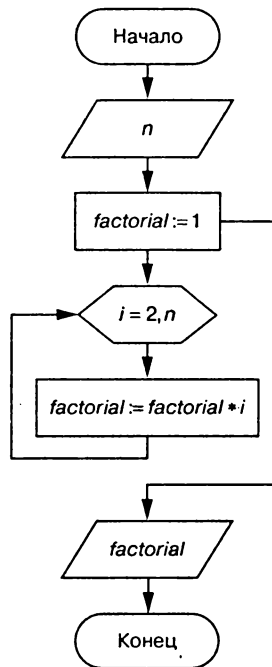 Начало
n
factorial := 1
i = 2, n
factorial := factorial * i
factorial
Конец